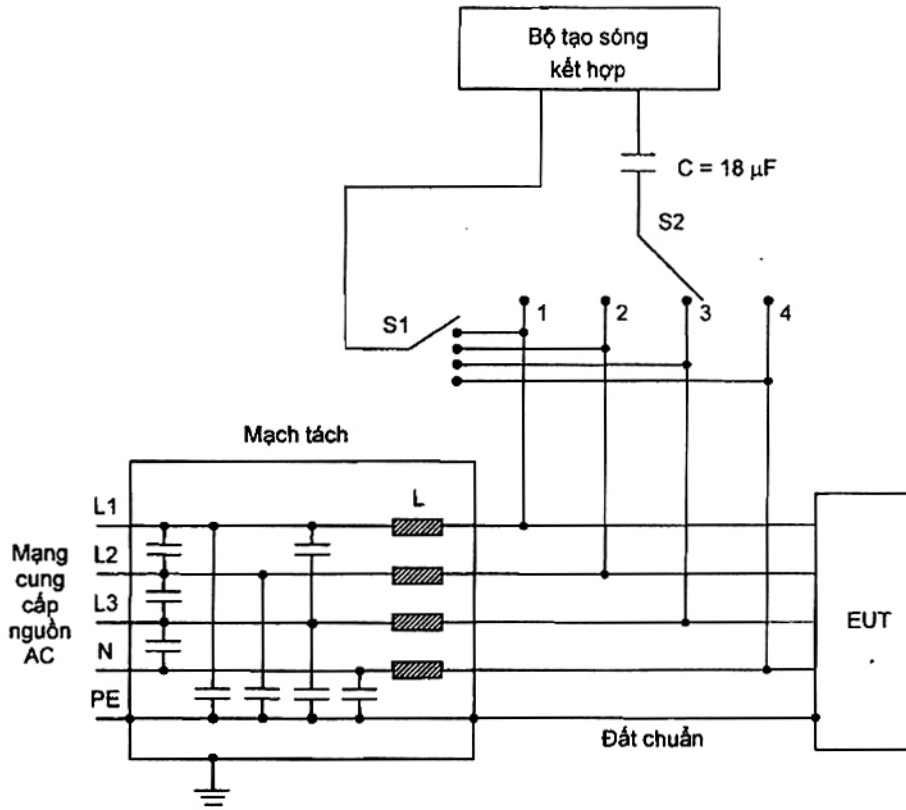 Bộ tạo sóng
kết hợp
C = 18 µF
S2
S1
1
2
3
4
Mạch tách
L1
L
L2
L3
N
PE
Mạng
cung
cấp
nguồn
AC
EUT
Đất chuẩn